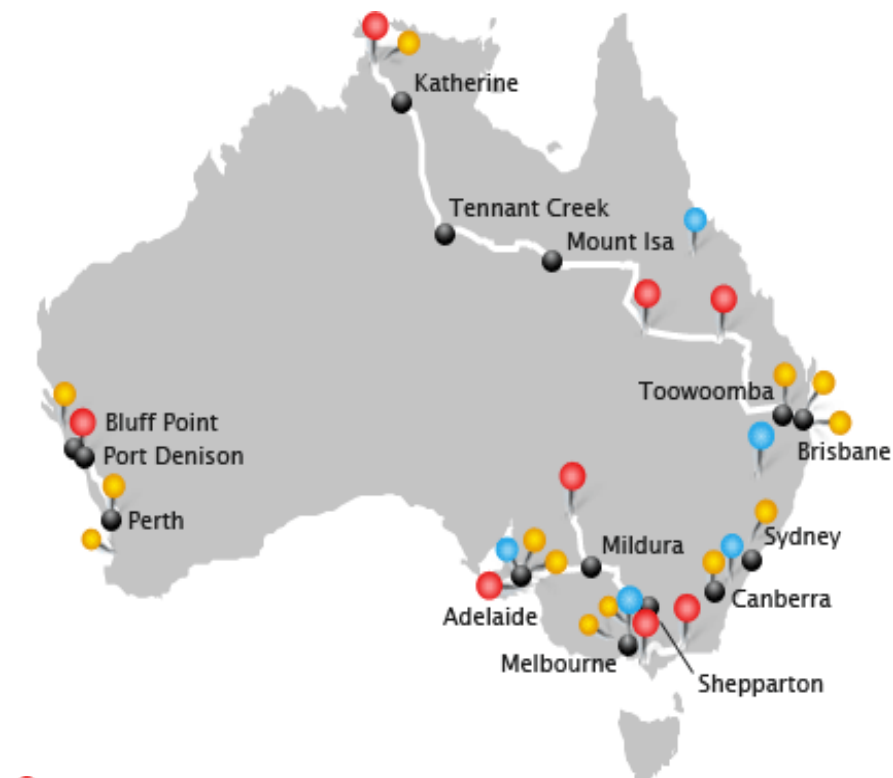 Katherine
Tennant Creek
Mount Isa
Toowoomba
Bluff Point
Brisbane
Port Denison
Perth
Sydney
Mildura
Canberra
Adelaide
Melbourne
Shepparton